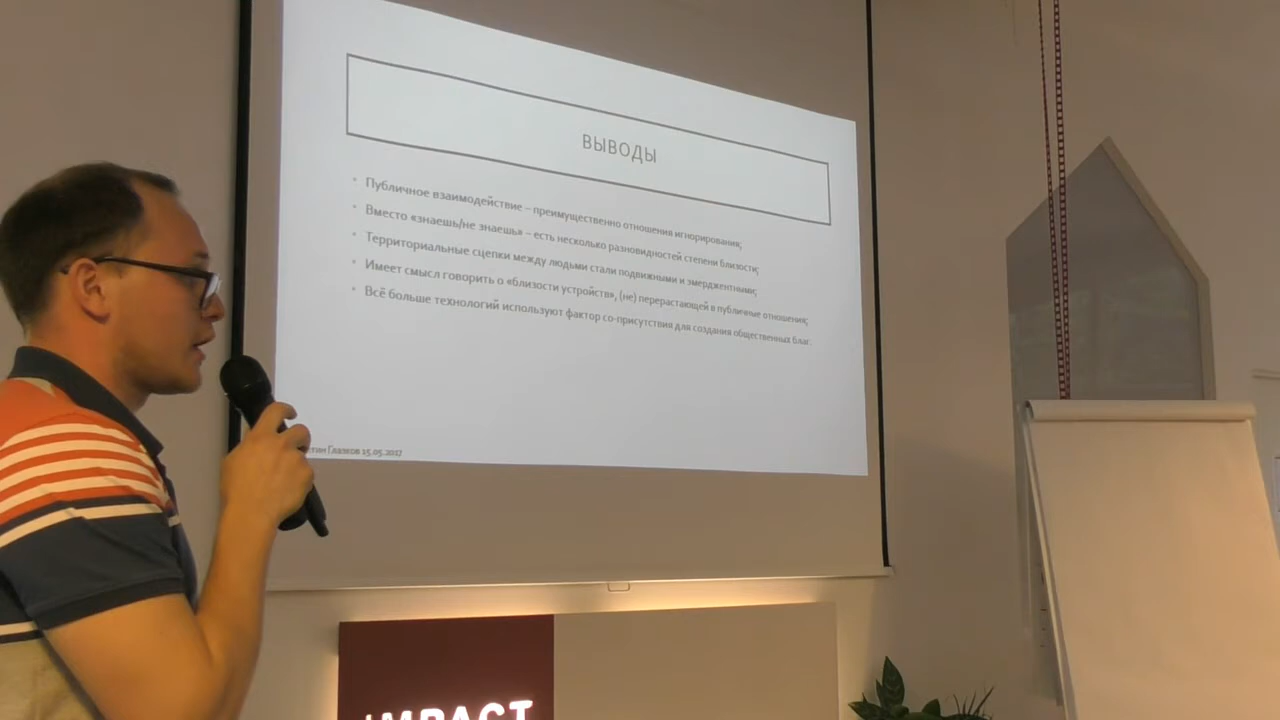 ВЫВОДЫ
Публичное взаимодействие – преимущественно отношения игнорирования;
Вместо «знаешь/не знаешь» – есть несколько разновидностей степени близости;
Территориальные сцепки между людьми стали подвижными и эмерджентными;
Имеет смысл говорить о «близости устройств», (не) перерастающей в публичные отношения;
Всё больше технологий используют фактор со-присутствия для создания общественных благ.
Глазков 15.05.2017
IMPACT